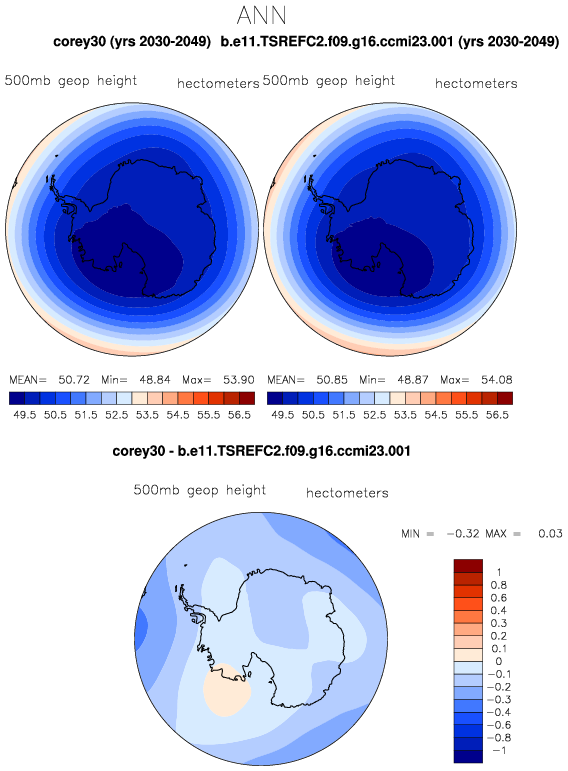 ANN
corey30 (yrs 2030-2049) b.e11.TSREFC2.f09.g16.ccmi23.001 (yrs 2030-2049)
500mb geop height hectometers 500mb geop height hectometers
MEAN= 50.72 Min= 48.84 Max= 53.90 MEAN= 50.85 Min= 48.87 Max= 54.08
49.5 50.5 51.5 52.5 53.5 54.5 55.5 56.5 49.5 50.5 51.5 52.5 53.5 54.5 55.5 56.5
corey30 - b.e11.TSREFC2.f09.g16.ccmi23.001
500mb geop height hectometers
MIN = -0.32 MAX = 0.03
1
0.8
0.6
0.4
0.3
0.2
0.1
0
-0.1
-0.2
-0.3
-0.4
-0.6
-0.8
-1